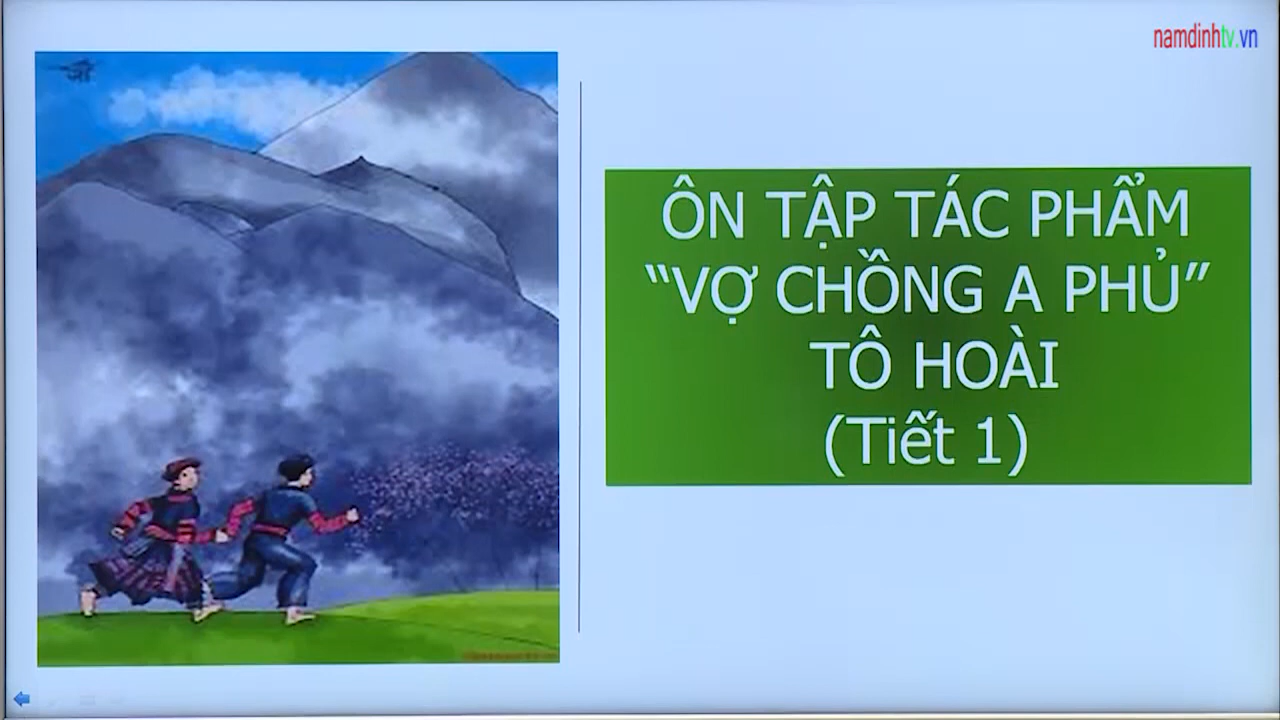 namdinhtv.vn
ÔN TẬP TÁC PHẨM
“VỢ CHỒNG A PHỦ”
TÔ HOÀI
(Tiết 1)